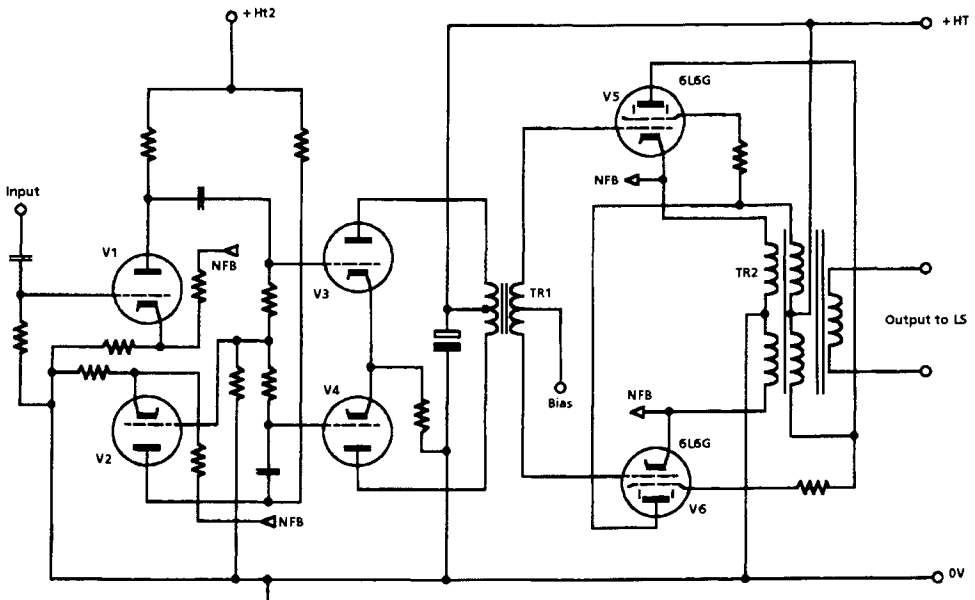 + Ht2
+ HT
6L6G
V5
NFB
Input
V1
NFB
V3
TR1
TR2
Output to LS
V4
Bias
NFB
V2
6L6G
V6
NFB
0V